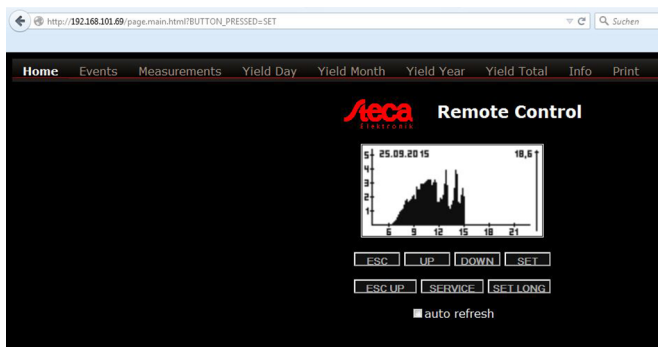 http://192.168.101.69/page.main.html?BUTTON_PRESSED=SET
Suchen
Home Events Measurements Yield Day Yield Month Yield Year Yield Total Info Print
Steca Remote Control
Elektronik
5 25.09.2015 18,6
4
3
2
1
6 9 12 15 18 21
ESC UP DOWN SET
ESC UP SERVICE SET LONG
auto refresh